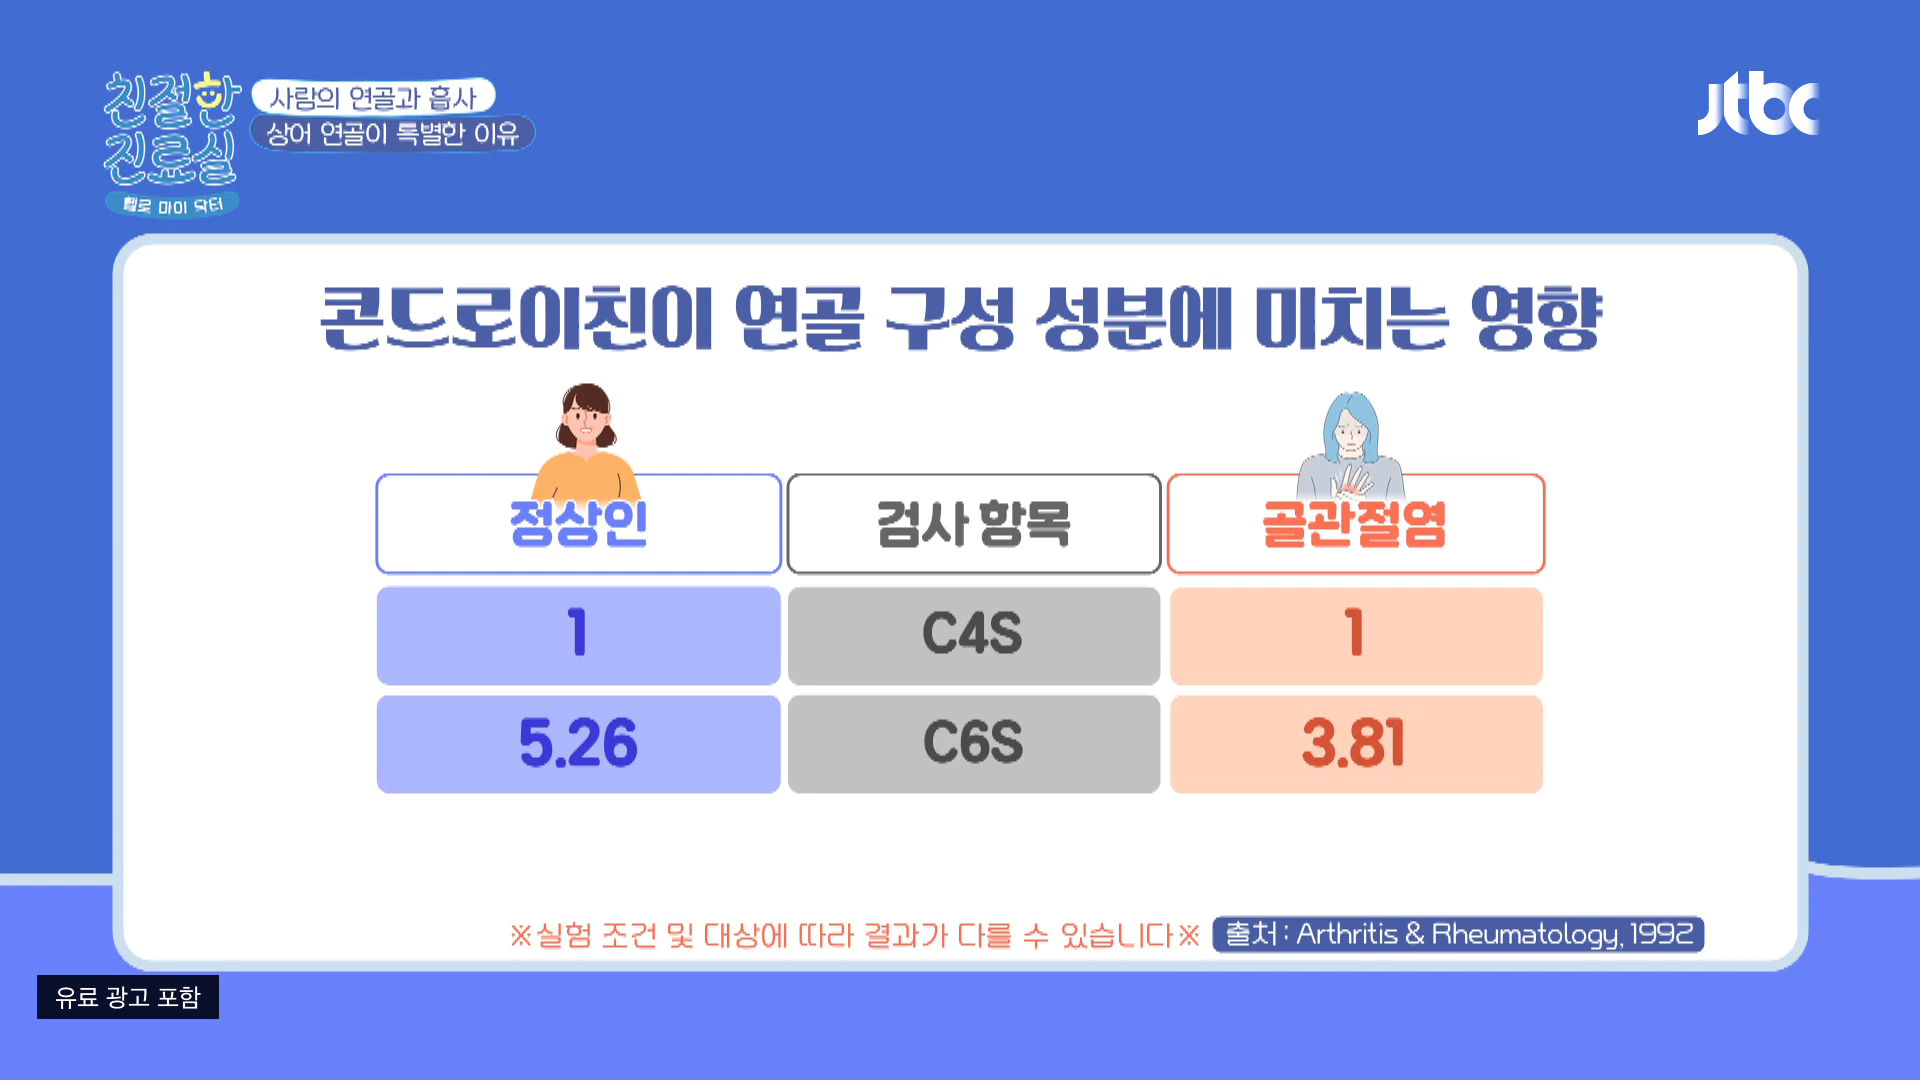 친절한
진료실
헬로 마이 닥터
사람의 연골과 흡사
상어 연골이 특별한 이유
jtbc
콘드로이친이 연골 구성 성분에 미치는 영향
정상인 검사 항목 골관절염
1 C4S 1
5.26 C6S 3.81
※실험 조건 및 대상에 따라 결과가 다를 수 있습니다※ 출처 : Arthritis & Rheumatology, 1992
유료 광고 포함